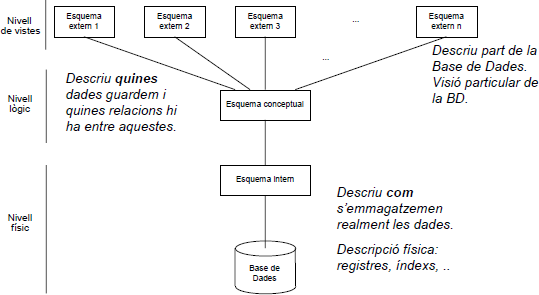 Nivell
de vistes
Esquema
extern 1
Esquema
extern 2
Esquema
extern 3
...
Esquema
extern n
...
Descriu part de la
Base de Dades.
Visió particular de
la BD.
Descriu quines
dades guardem i
quines relacions hi
ha entre aquestes.
Nivell
lògic
Esquema conceptual
Esquema Intern
Nivell
físic
Descriu com
s'emmagatzemen
realment les dades.
Descripció física:
registres, índexs, ..
Base de
Dades